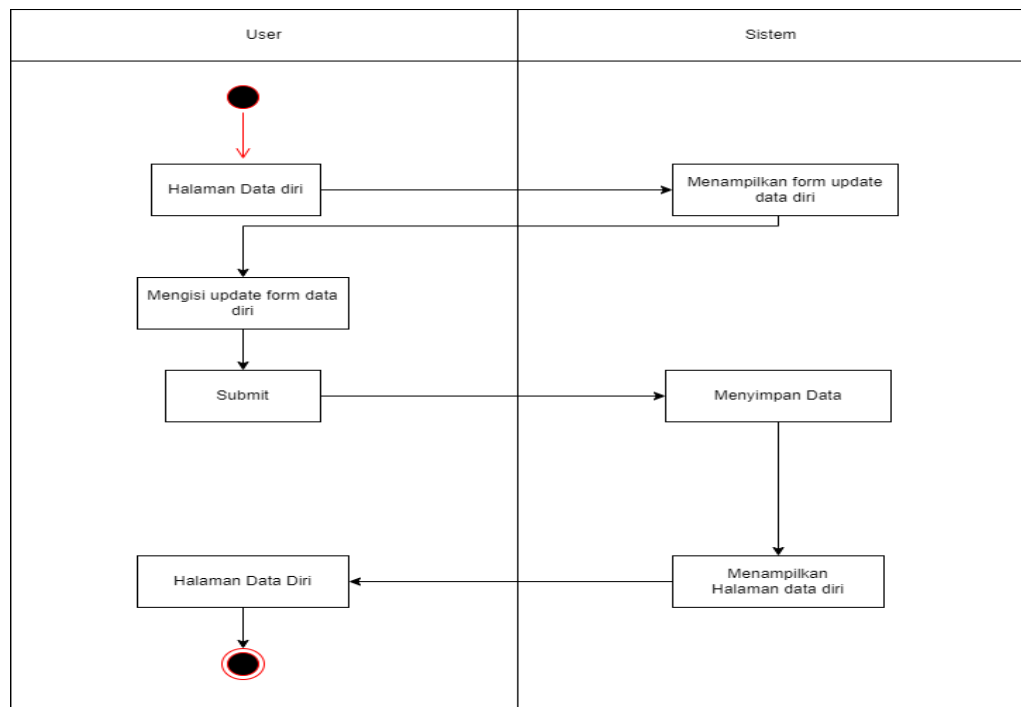 User
Sistem
Halaman Data diri
Menampilkan form update
data diri
Mengisi update form data
diri
Submit
Menyimpan Data
Halaman Data Diri
Menampilkan
Halaman data diri